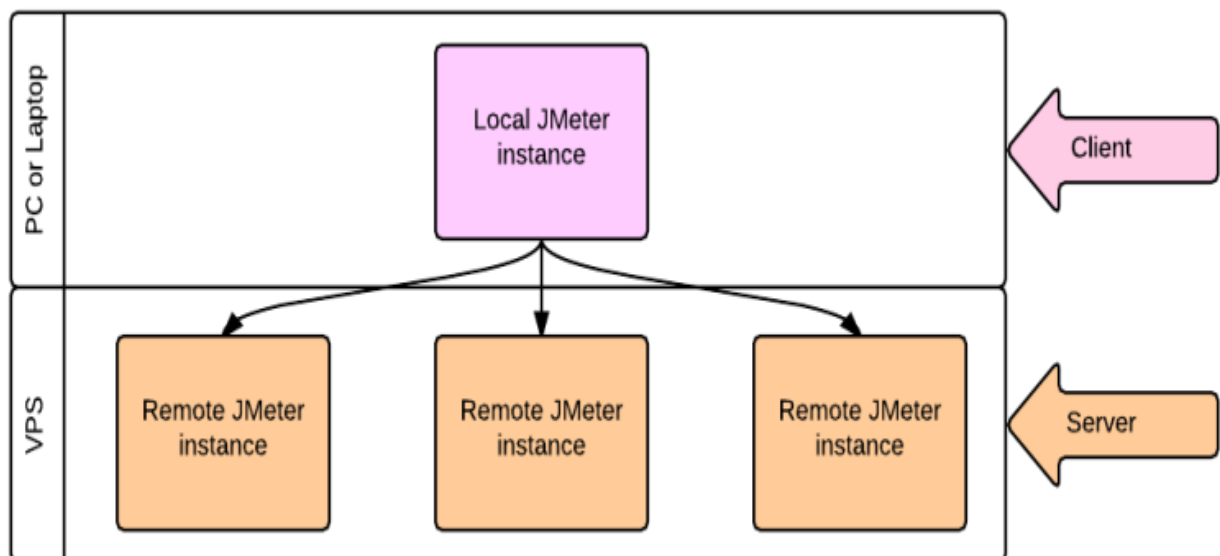 PC or Laptop
Local JMeter
instance
Client
VPS
Remote JMeter
instance
Remote JMeter
instance
Remote JMeter
instance
Server